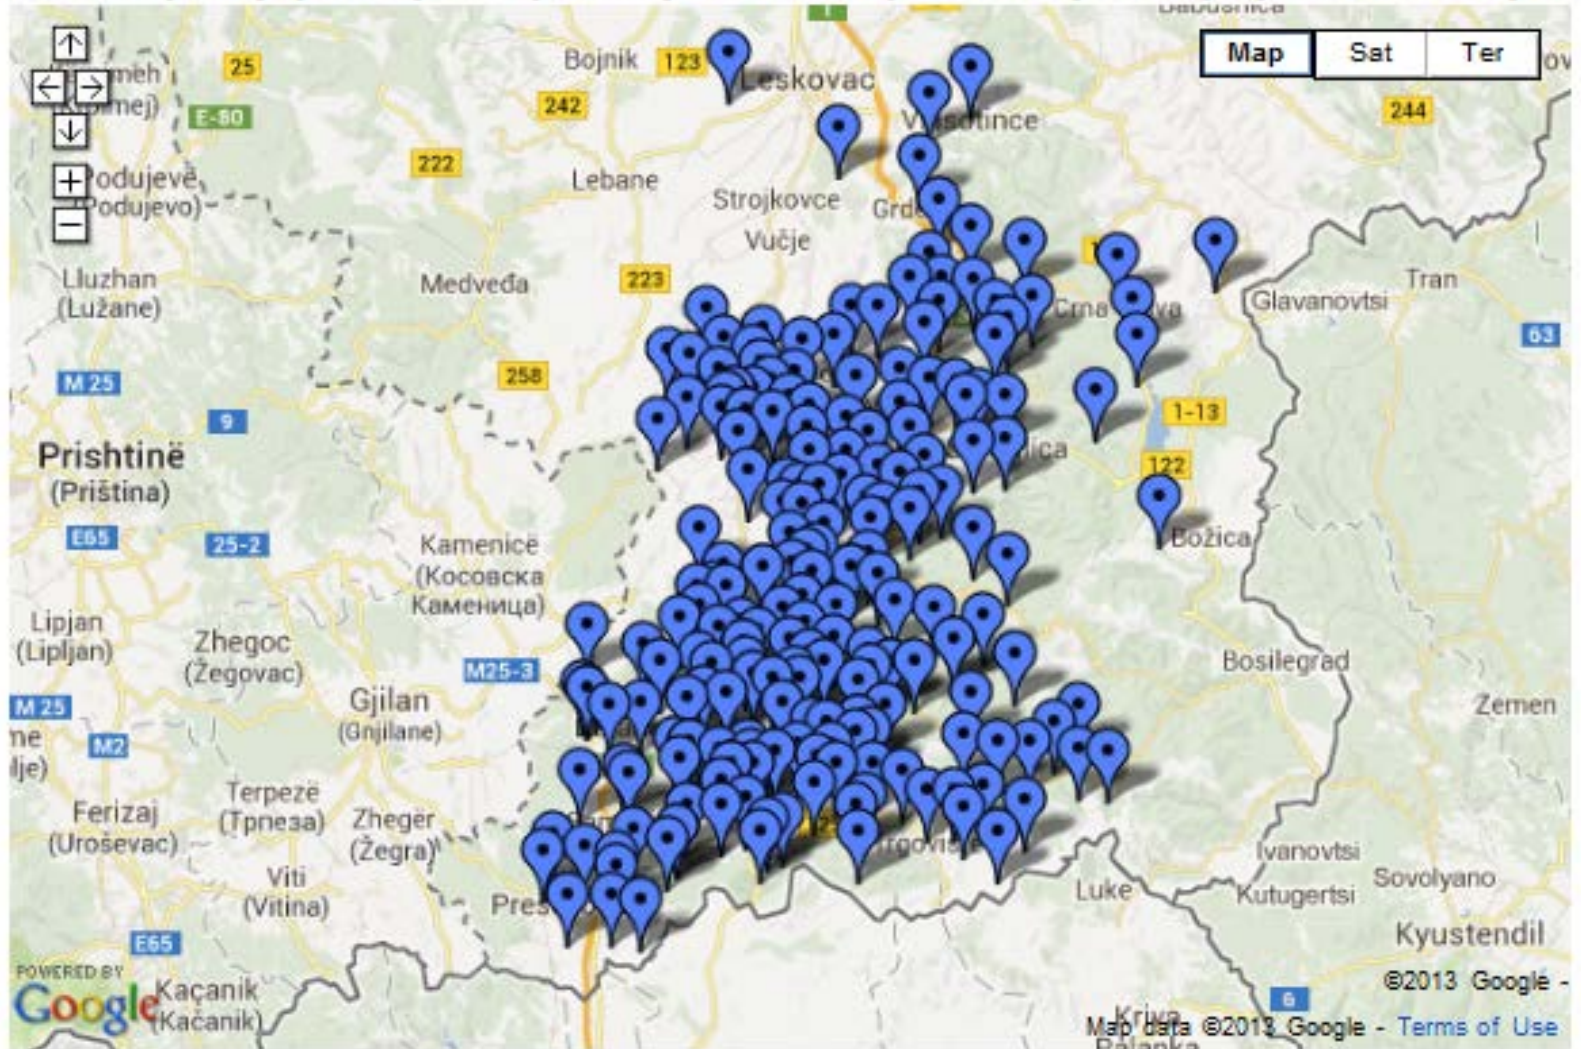 Babušnica
Bojnik
123
25
Leskovac
Map
Sat
Ter
E-80
242
244
222
Podujevë
(Podujevo)
Lebane
Strojkovce
Vučje
Lluzhan
(Lužane)
Medveđa
223
Tran
Glavanovtsi
63
M 25
258
9
1-13
Prishtinë
(Priština)
122
E65
25-2
Kamenicë
(Косовска
Каменица)
Božica
Lipjan
(Lipljan)
Zhegoc
(Žegovac)
M25-3
Bosilegrad
Gjilan
(Gnjilane)
M 25
M2
Zemen
Ferizaj
(Uroševac)
Terpezë
(Трпеза)
Zhegër
(Žegra)
Viti
(Vitina)
Ivanovtsi
Luke
Kutugertsi
Sovolyano
E65
Kyustendil
POWERED BY
Google
Kaçanik
(Kačanik)
6
©2013 Google -
Kriva
Palanka
Map data ©2013 Google - Terms of Use